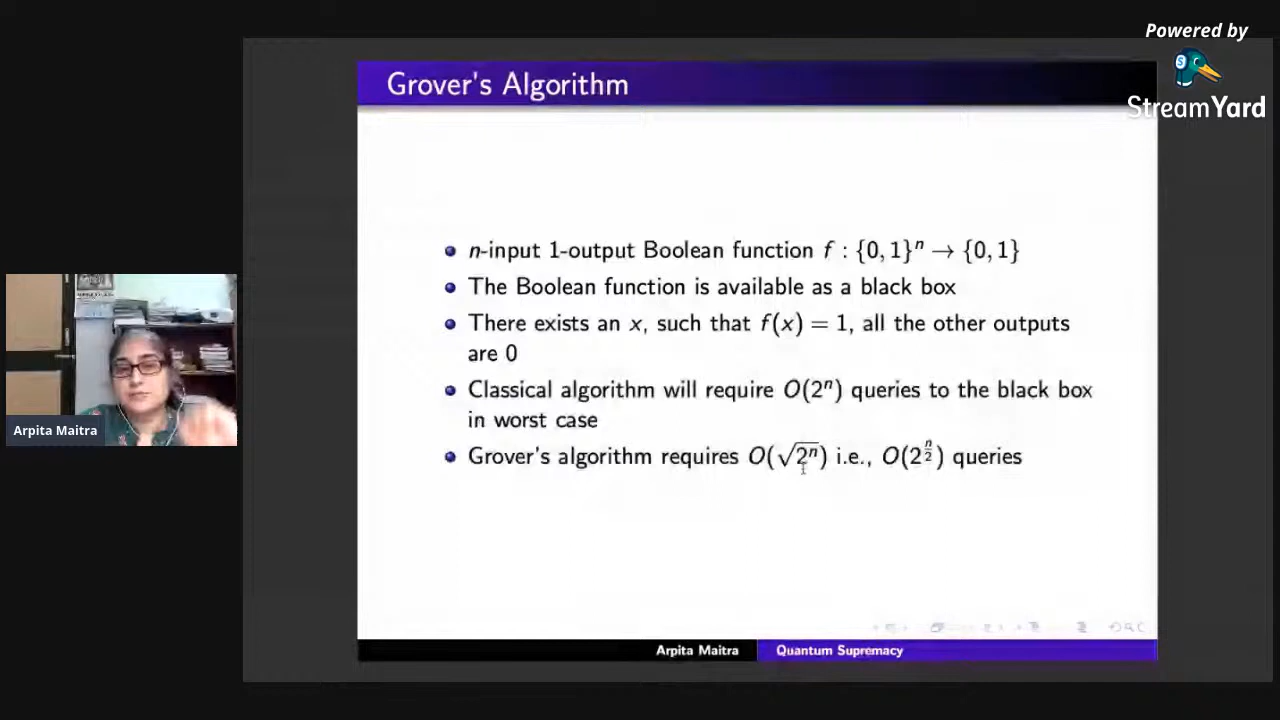 Powered by
StreamYard
Grover's Algorithm
n-input 1-output Boolean function f : {0, 1}ⁿ → {0, 1}
The Boolean function is available as a black box
There exists an x, such that f(x) = 1, all the other outputs
are 0
Classical algorithm will require O(2ⁿ) queries to the black box
in worst case
Grover's algorithm requires O(√2ⁿ) i.e., O(2^{n/2}) queries
Arpita Maitra
Arpita Maitra Quantum Supremacy